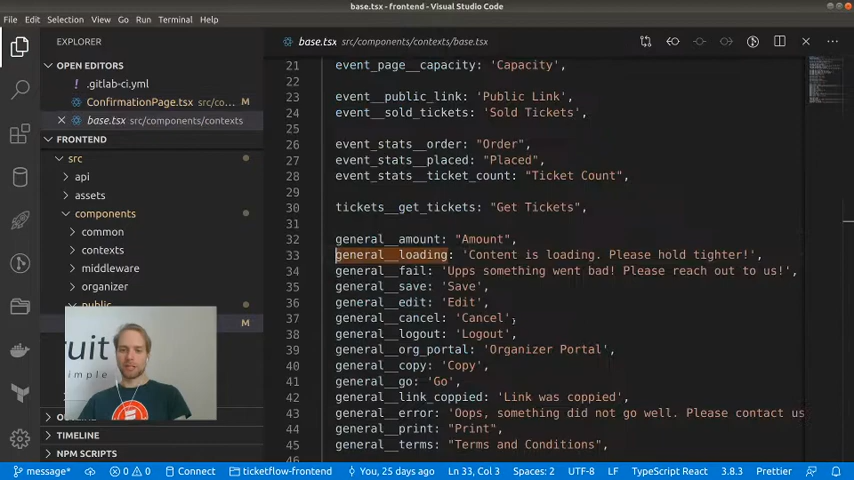 base.tsx - frontend - Visual Studio Code
File Edit Selection View Go Run Terminal Help
EXPLORER
base.tsx src/components/contexts/base.tsx
OPEN EDITORS
.gitlab-ci.yml
ConfirmationPage.tsx src/co... M
base.tsx src/components/contexts
FRONTEND
src
api
assets
components
common
contexts
middleware
organizer
public
M
ruit
simple
TIMELINE
NPM SCRIPTS
21 event_page__capacity: 'Capacity',
22
23 event__public_link: 'Public Link',
24 event__sold_tickets: 'Sold Tickets',
25
26 event_stats__order: "Order",
27 event_stats__placed: "Placed",
28 event_stats__ticket_count: "Ticket Count",
29
30 tickets__get_tickets: "Get Tickets",
31
32 general__amount: "Amount",
33 general__loading: 'Content is loading. Please hold tighter!',
34 general__fail: 'Upps something went bad! Please reach out to us!',
35 general__save: 'Save',
36 general__edit: 'Edit',
37 general__cancel: 'Cancel',
38 general__logout: 'Logout',
39 general__org_portal: 'Organizer Portal',
40 general__copy: 'Copy',
41 general__go: 'Go',
42 general__link_coppied: 'Link was coppied',
43 general__error: 'Oops, something did not go well. Please contact us
44 general__print: "Print",
45 general__terms: "Terms and Conditions",
46
message* 0 0 Connect ticketflow-frontend You, 25 days ago Ln 33, Col 3 Spaces: 2 UTF-8 LF TypeScript React 3.8.3 Prettier